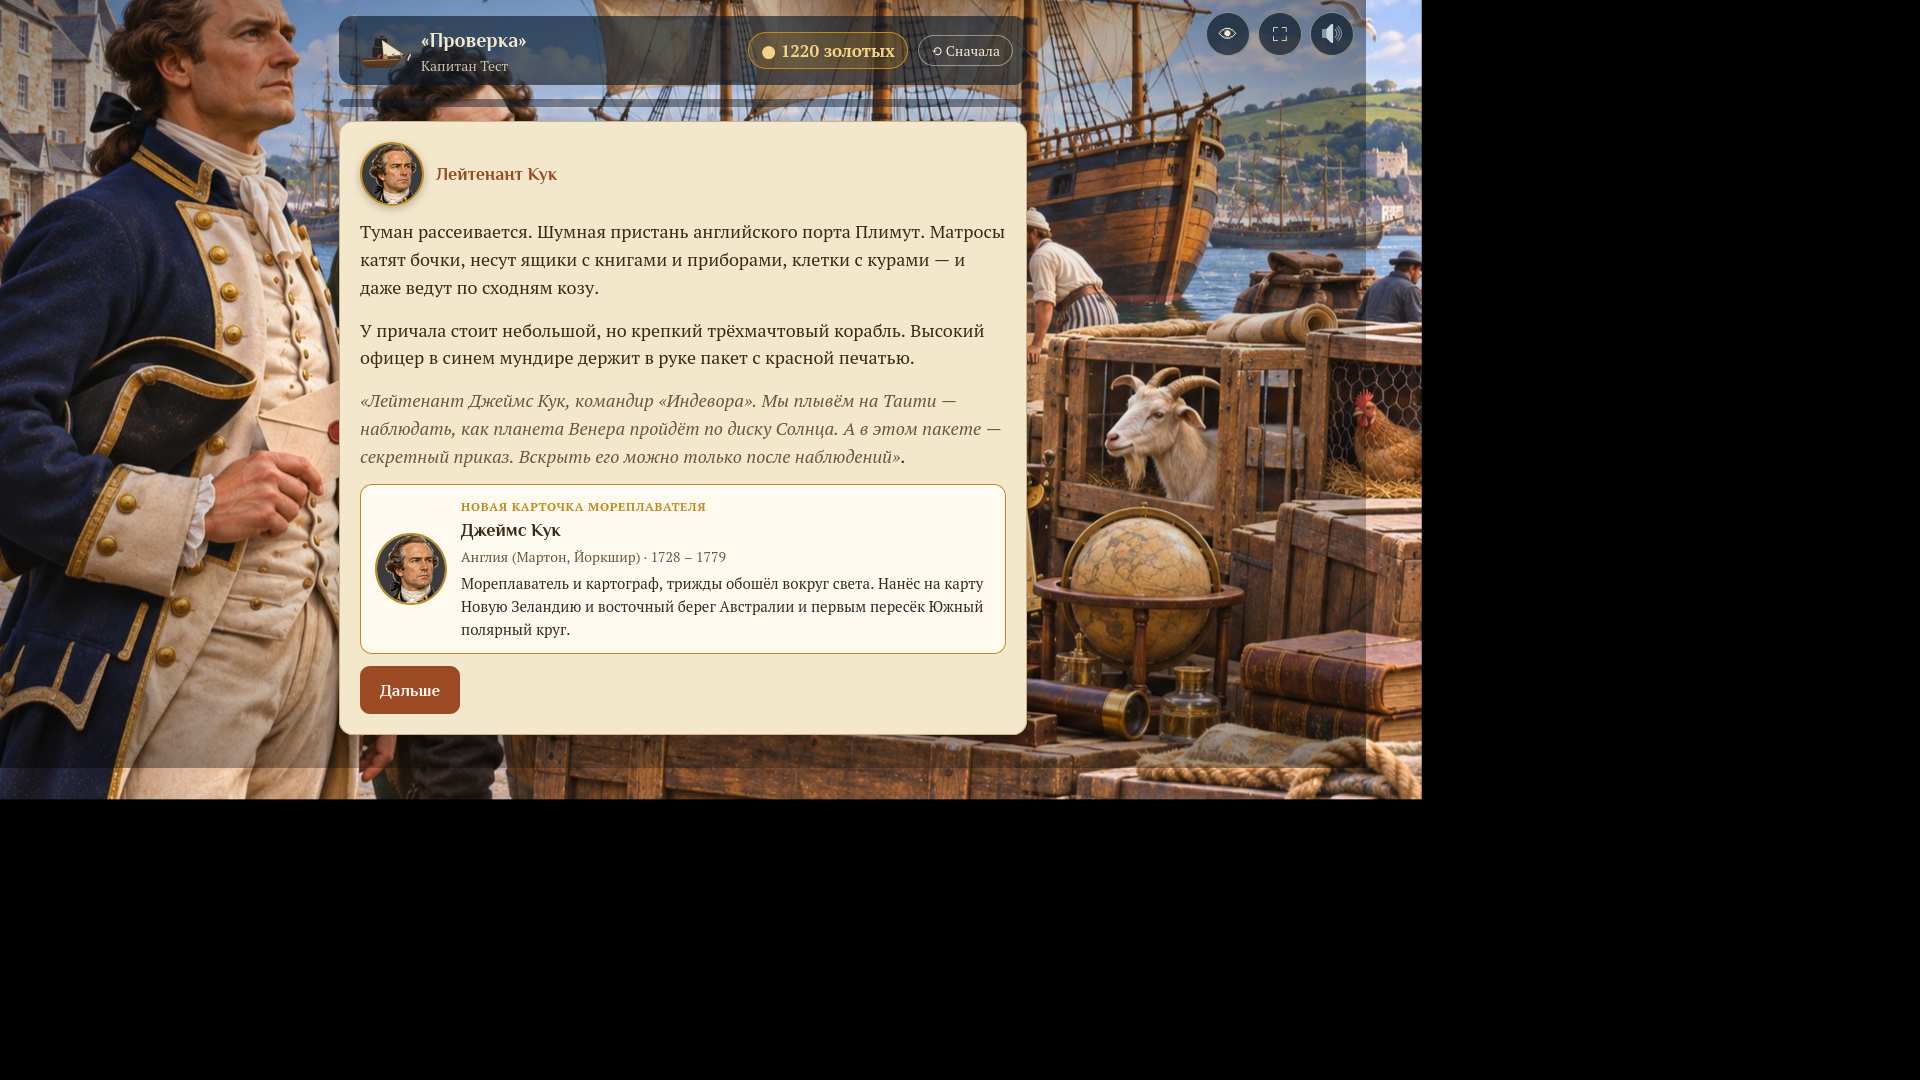 «Проверка»
Капитан Тест
1220 золотых
⟲ Сначала
Лейтенант Кук
Туман рассеивается. Шумная пристань английского порта Плимут. Матросы
катят бочки, несут ящики с книгами и приборами, клетки с курами — и
даже ведут по сходням козу.
У причала стоит небольшой, но крепкий трёхмачтовый корабль. Высокий
офицер в синем мундире держит в руке пакет с красной печатью.
«Лейтенант Джеймс Кук, командир «Индевора». Мы плывём на Таити —
наблюдать, как планета Венера пройдёт по диску Солнца. А в этом пакете —
секретный приказ. Вскрыть его можно только после наблюдений».
НОВАЯ КАРТОЧКА МОРЕПЛАВАТЕЛЯ
Джеймс Кук
Англия (Мартон, Йоркшир) · 1728 – 1779
Мореплаватель и картограф, трижды обошёл вокруг света. Нанёс на карту
Новую Зеландию и восточный берег Австралии и первым пересёк Южный
полярный круг.
Дальше